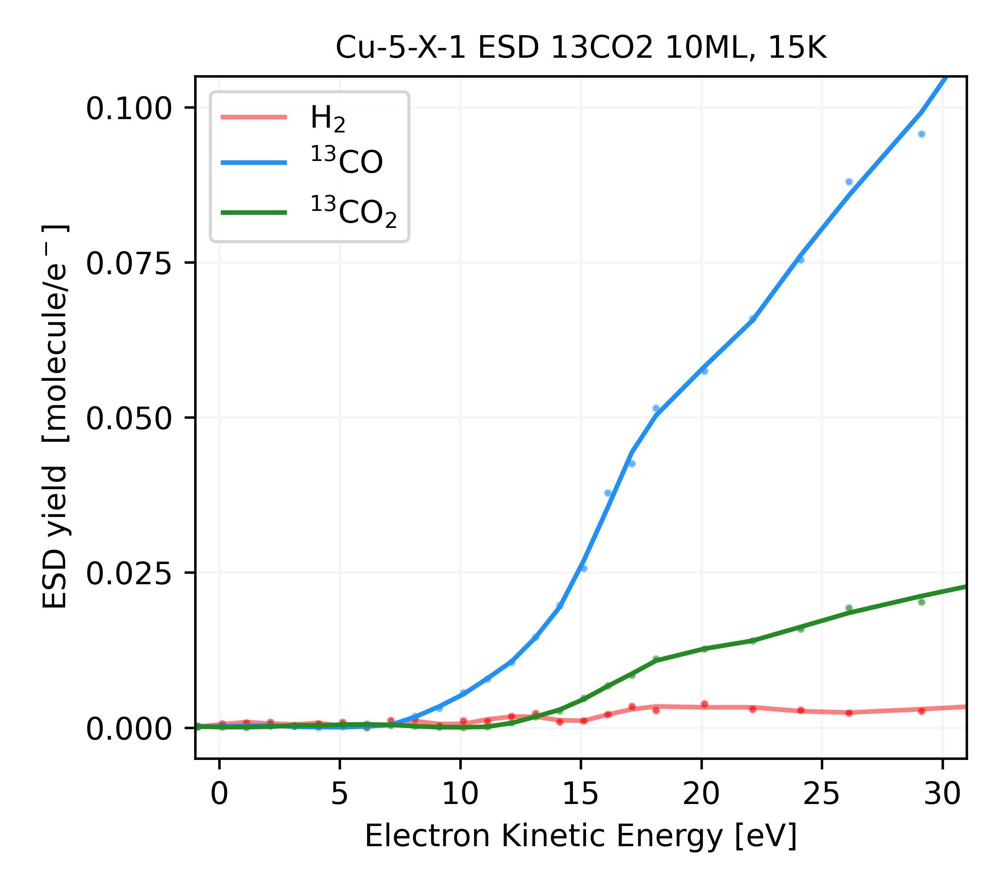 Cu-5-X-1 ESD 13CO2 10ML, 15K
H₂
¹³CO
¹³CO₂
ESD yield [molecule/e⁻]
0.100
0.075
0.050
0.025
0.000
0 5 10 15 20 25 30
Electron Kinetic Energy [eV]